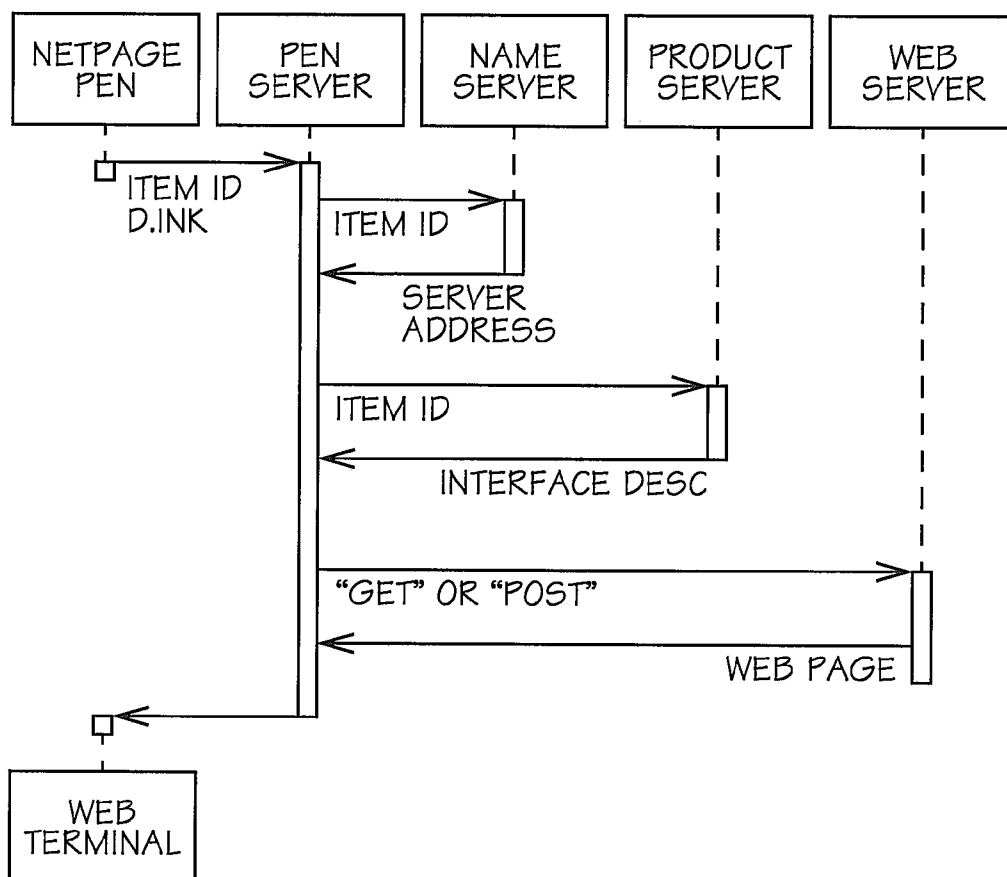 NETPAGE
PEN
PEN
SERVER
NAME
SERVER
PRODUCT
SERVER
WEB
SERVER
ITEM ID
D.INK
ITEM ID
SERVER
ADDRESS
ITEM ID
INTERFACE DESC
“GET” OR “POST”
WEB PAGE
WEB
TERMINAL